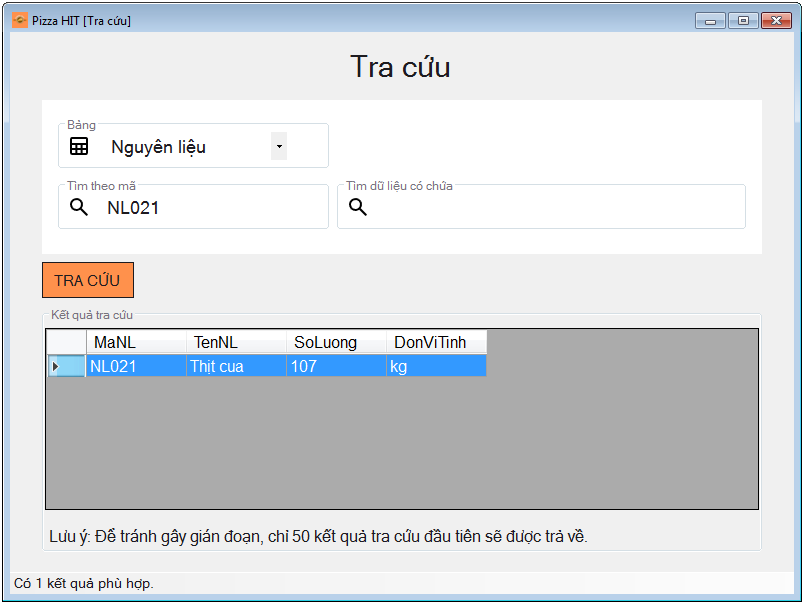 Pizza HIT [Tra cứu]
Tra cứu
Bảng
Nguyên liệu
Tìm theo mã
Tìm dữ liệu có chứa
NL021
TRA CỨU
Kết quả tra cứu
MaNL TenNL SoLuong DonViTinh
NL021 Thịt cua 107 kg
Lưu ý: Để tránh gây gián đoạn, chỉ 50 kết quả tra cứu đầu tiên sẽ được trả về.
Có 1 kết quả phù hợp.